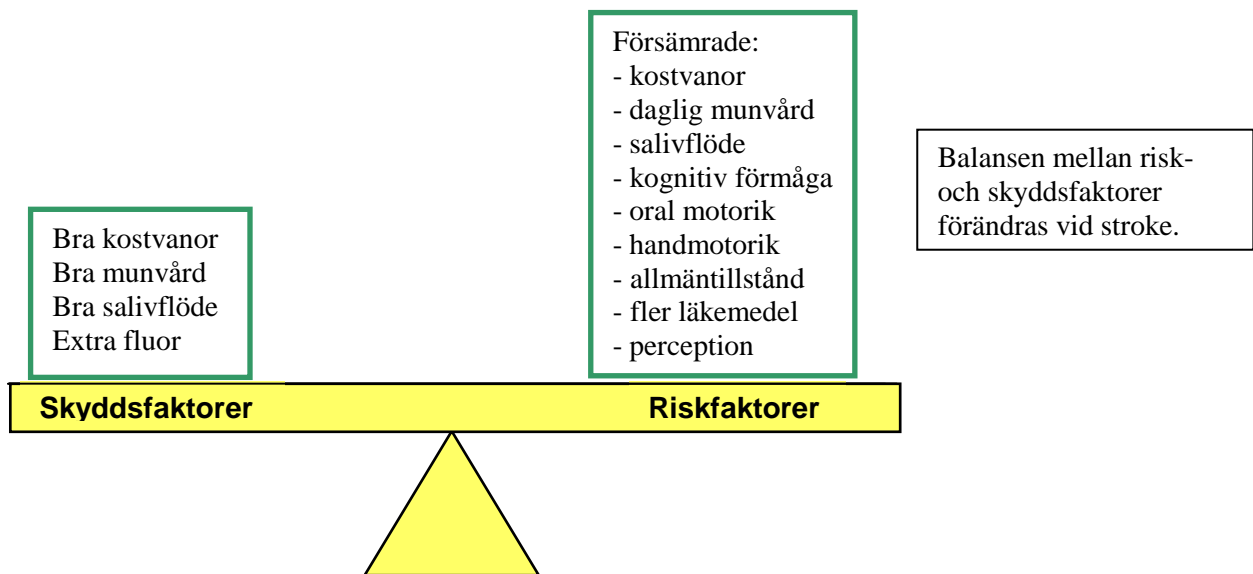 Bra kostvanor
Bra munvård
Bra salivflöde
Extra fluor
Skyddsfaktorer
Försämrade:
- kostvanor
- daglig munvård
- salivflöde
- kognitiv förmåga
- oral motorik
- handmotorik
- allmäntillstånd
- fler läkemedel
- perception
Riskfaktorer
Balansen mellan risk-
och skyddsfaktorer
förändras vid stroke.